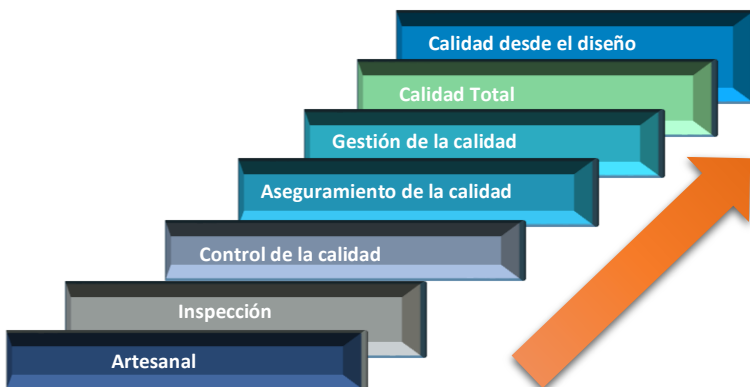 Calidad desde el diseño
Calidad Total
Gestión de la calidad
Aseguramiento de la calidad
Control de la calidad
Inspección
Artesanal